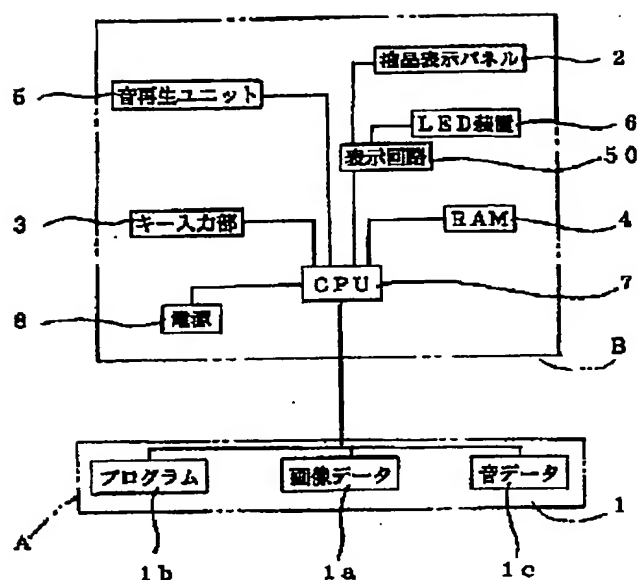 液晶表示パネル
2
5
音再生ユニット
LED装置
6
表示回路
50
3
キー入力部
RAM
4
CPU
7
8
電源
B
プログラム
画像データ
音データ
A
1
1b
1a
1c